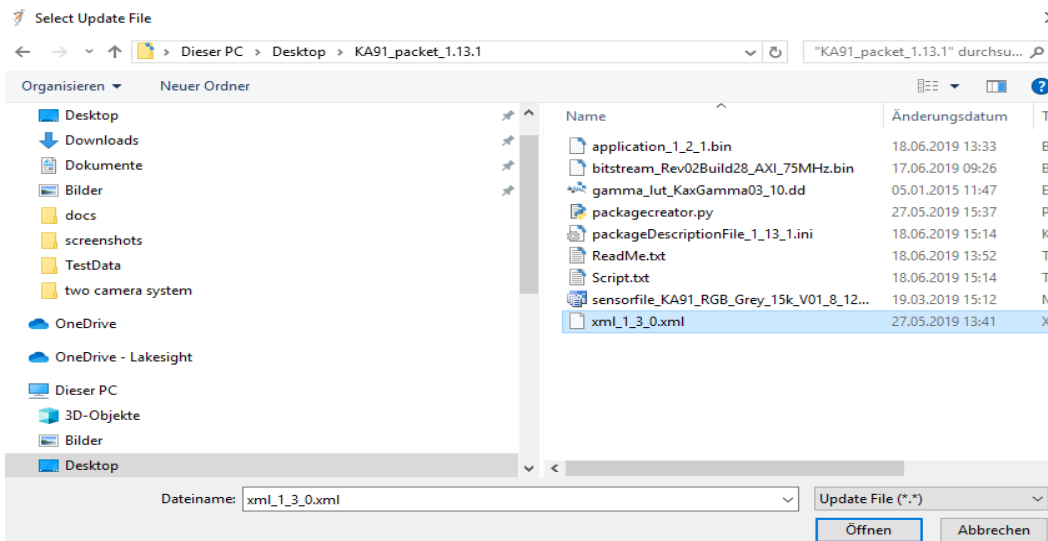 Select Update File
Dieser PC > Desktop > KA91_packet_1.13.1
"KA91_packet_1.13.1" durchsu...
Organisieren
Neuer Ordner
Desktop
Downloads
Dokumente
Bilder
docs
screenshots
TestData
two camera system
OneDrive
OneDrive - Lakesight
Dieser PC
3D-Objekte
Bilder
Desktop
Name Änderungsdatum T
application_1_2_1.bin 18.06.2019 13:33 B
bitstream_Rev02Build28_AXI_75MHz.bin 17.06.2019 09:26 B
gamma_lut_KaxGamma03_10.dd 05.01.2015 11:47 E
packagecreator.py 27.05.2019 15:37 P
packageDescriptionFile_1_13_1.ini 18.06.2019 15:14 K
ReadMe.txt 18.06.2019 13:52 T
Script.txt 18.06.2019 15:14 T
sensorfile_KA91_RGB_Grey_15k_V01_8_12... 19.03.2019 15:12 M
xml_1_3_0.xml 27.05.2019 13:41 X
Dateiname: xml_1_3_0.xml
Update File (*.*)
Öffnen
Abbrechen